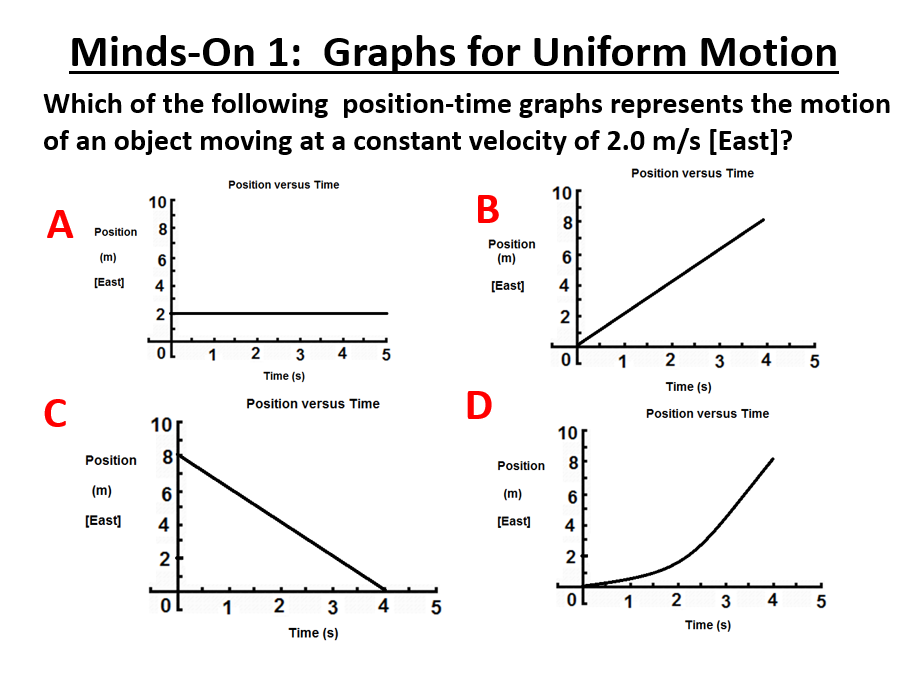 Minds-On 1:  Graphs for Uniform Motion
Which of the following  position-time graphs represents the motion
of an object moving at a constant velocity of 2.0 m/s [East]?
A
Position versus Time
Position
(m)
[East]
10
8
6
4
2
0 1 2 3 4 5
Time (s)
B
Position versus Time
Position
(m)
[East]
10
8
6
4
2
0 1 2 3 4 5
Time (s)
C
Position versus Time
Position
(m)
[East]
10
8
6
4
2
0 1 2 3 4 5
Time (s)
D
Position versus Time
Position
(m)
[East]
10
8
6
4
2
0 1 2 3 4 5
Time (s)